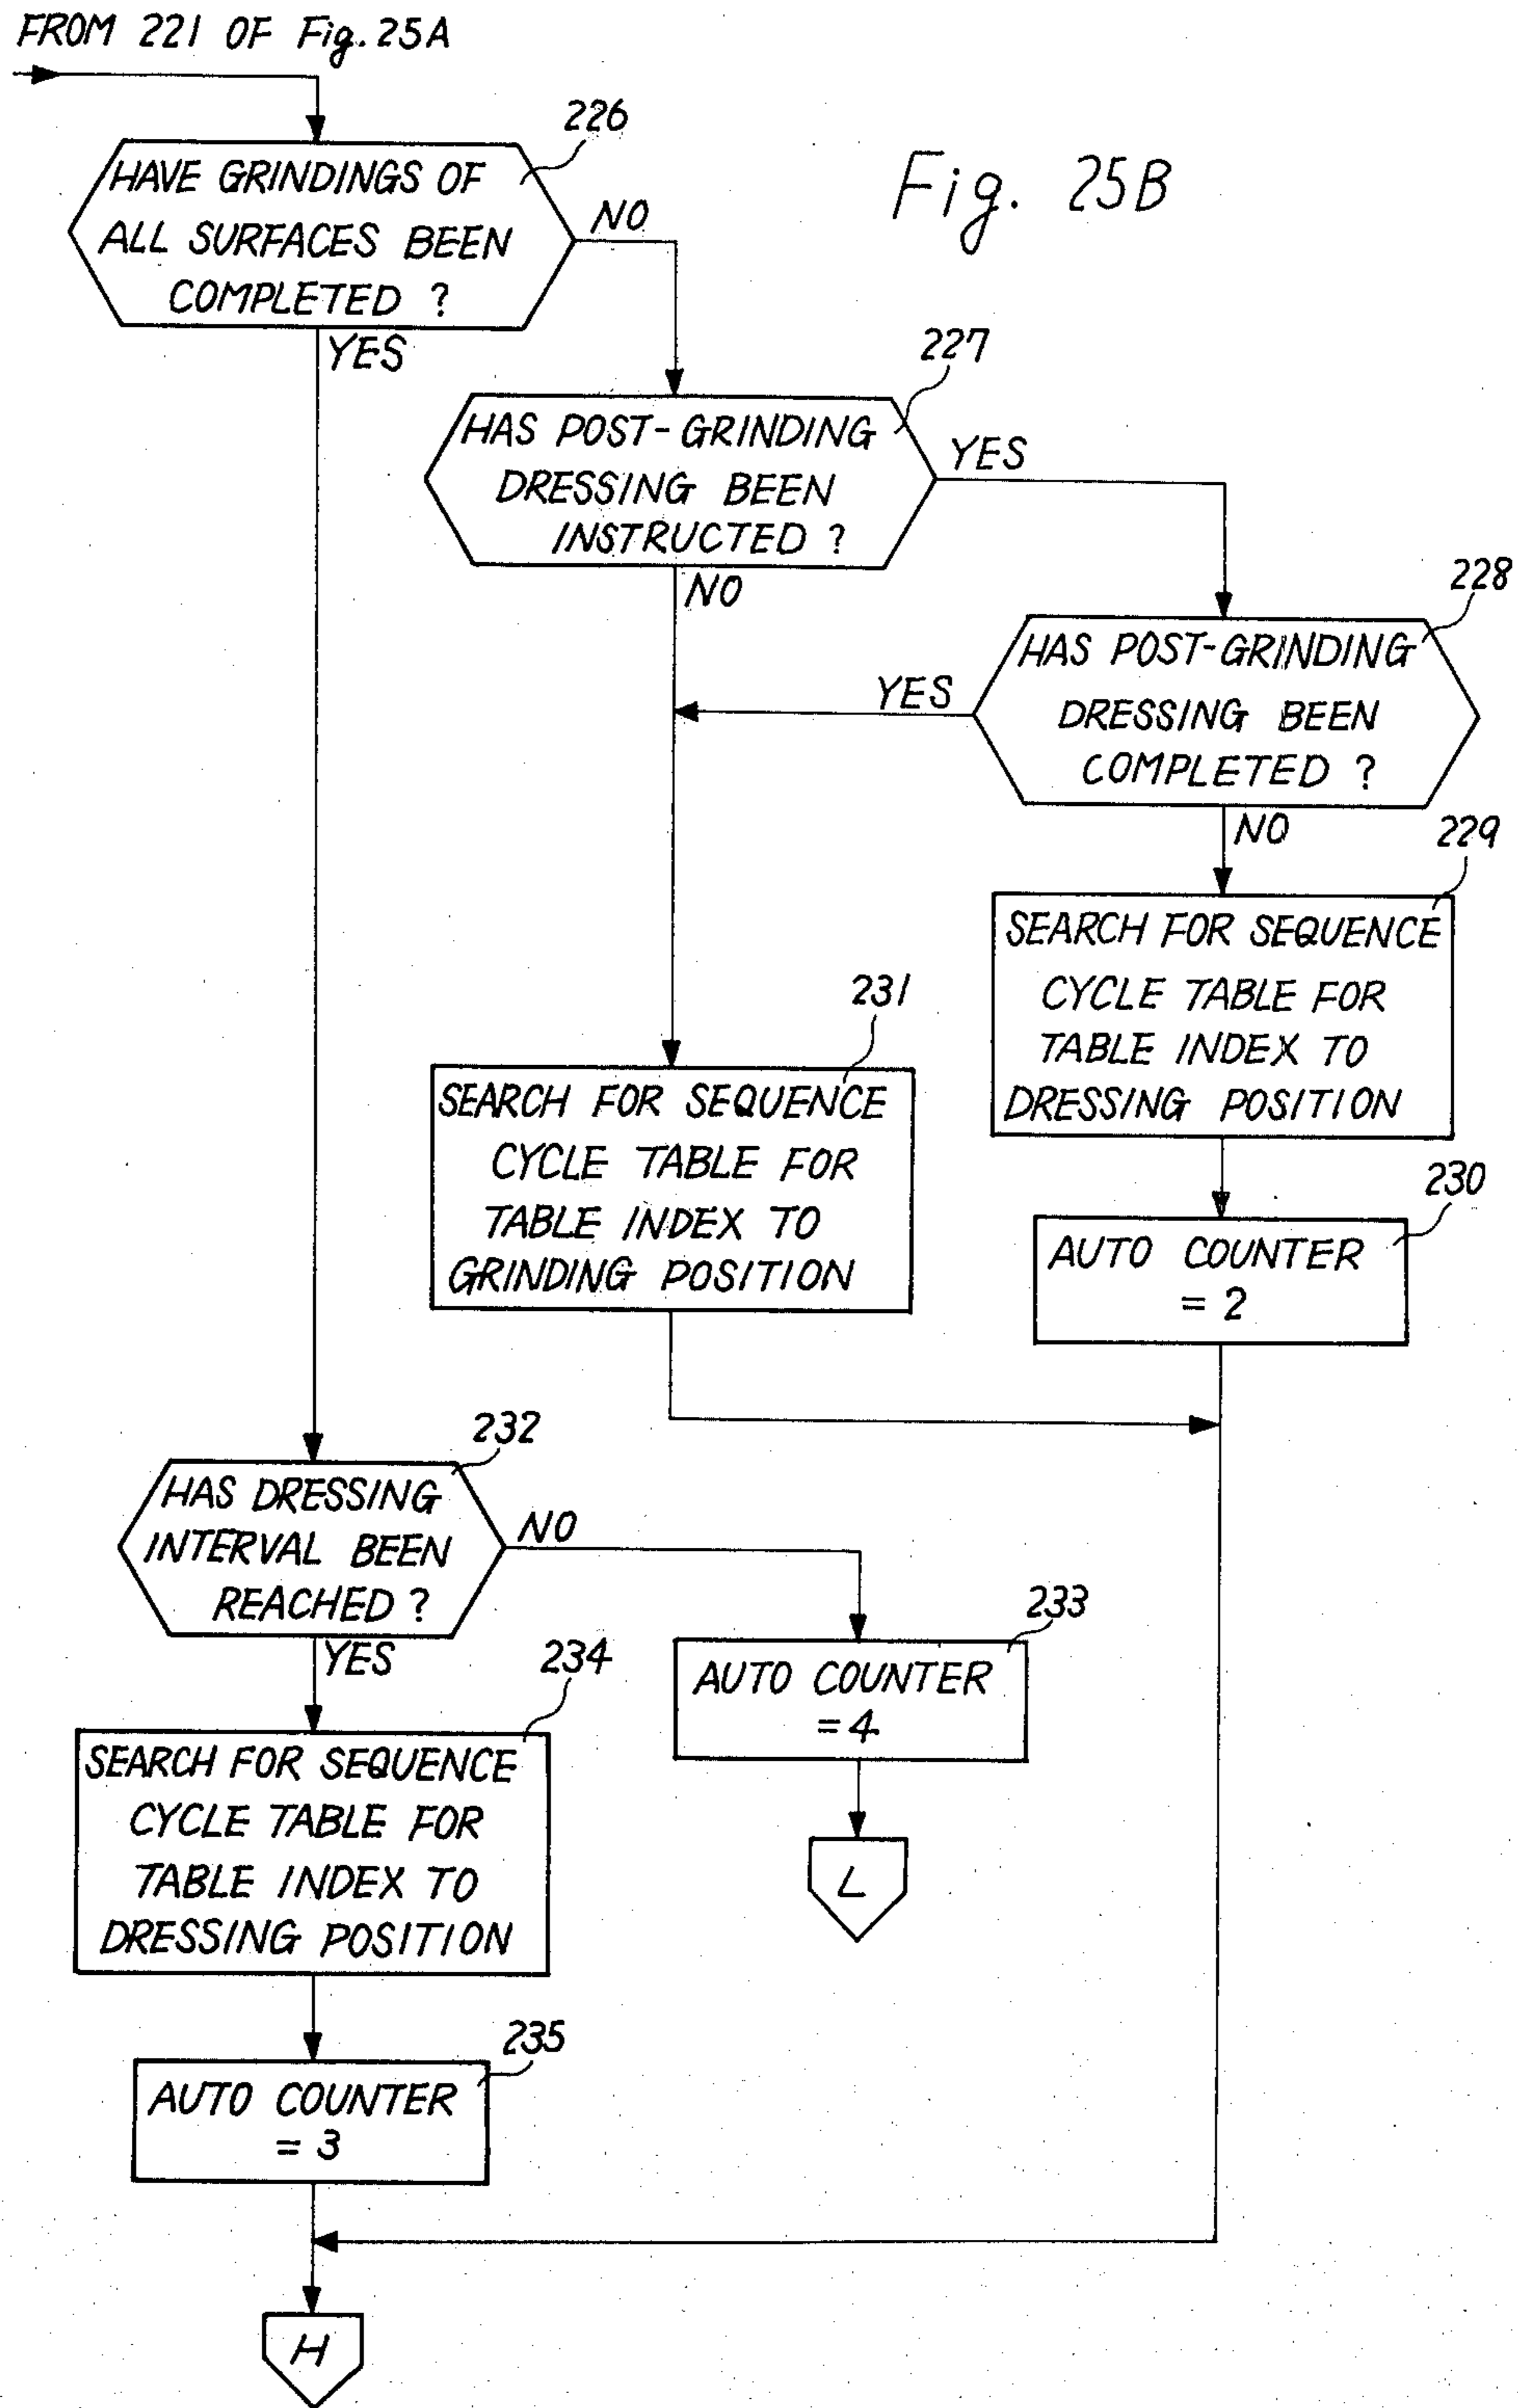 FROM 221 OF Fig. 25A
226
HAVE GRINDINGS OF
ALL SURFACES BEEN
COMPLETED ?
NO
Fig. 25B
YES
227
HAS POST-GRINDING
DRESSING BEEN
INSTRUCTED ?
YES
NO
228
HAS POST-GRINDING
DRESSING BEEN
COMPLETED ?
YES
NO
229
SEARCH FOR SEQUENCE
CYCLE TABLE FOR
TABLE INDEX TO
DRESSING POSITION
231
SEARCH FOR SEQUENCE
CYCLE TABLE FOR
TABLE INDEX TO
GRINDING POSITION
230
AUTO COUNTER
= 2
232
HAS DRESSING
INTERVAL BEEN
REACHED ?
NO
YES
233
AUTO COUNTER
= 4
L
234
SEARCH FOR SEQUENCE
CYCLE TABLE FOR
TABLE INDEX TO
DRESSING POSITION
235
AUTO COUNTER
= 3
H